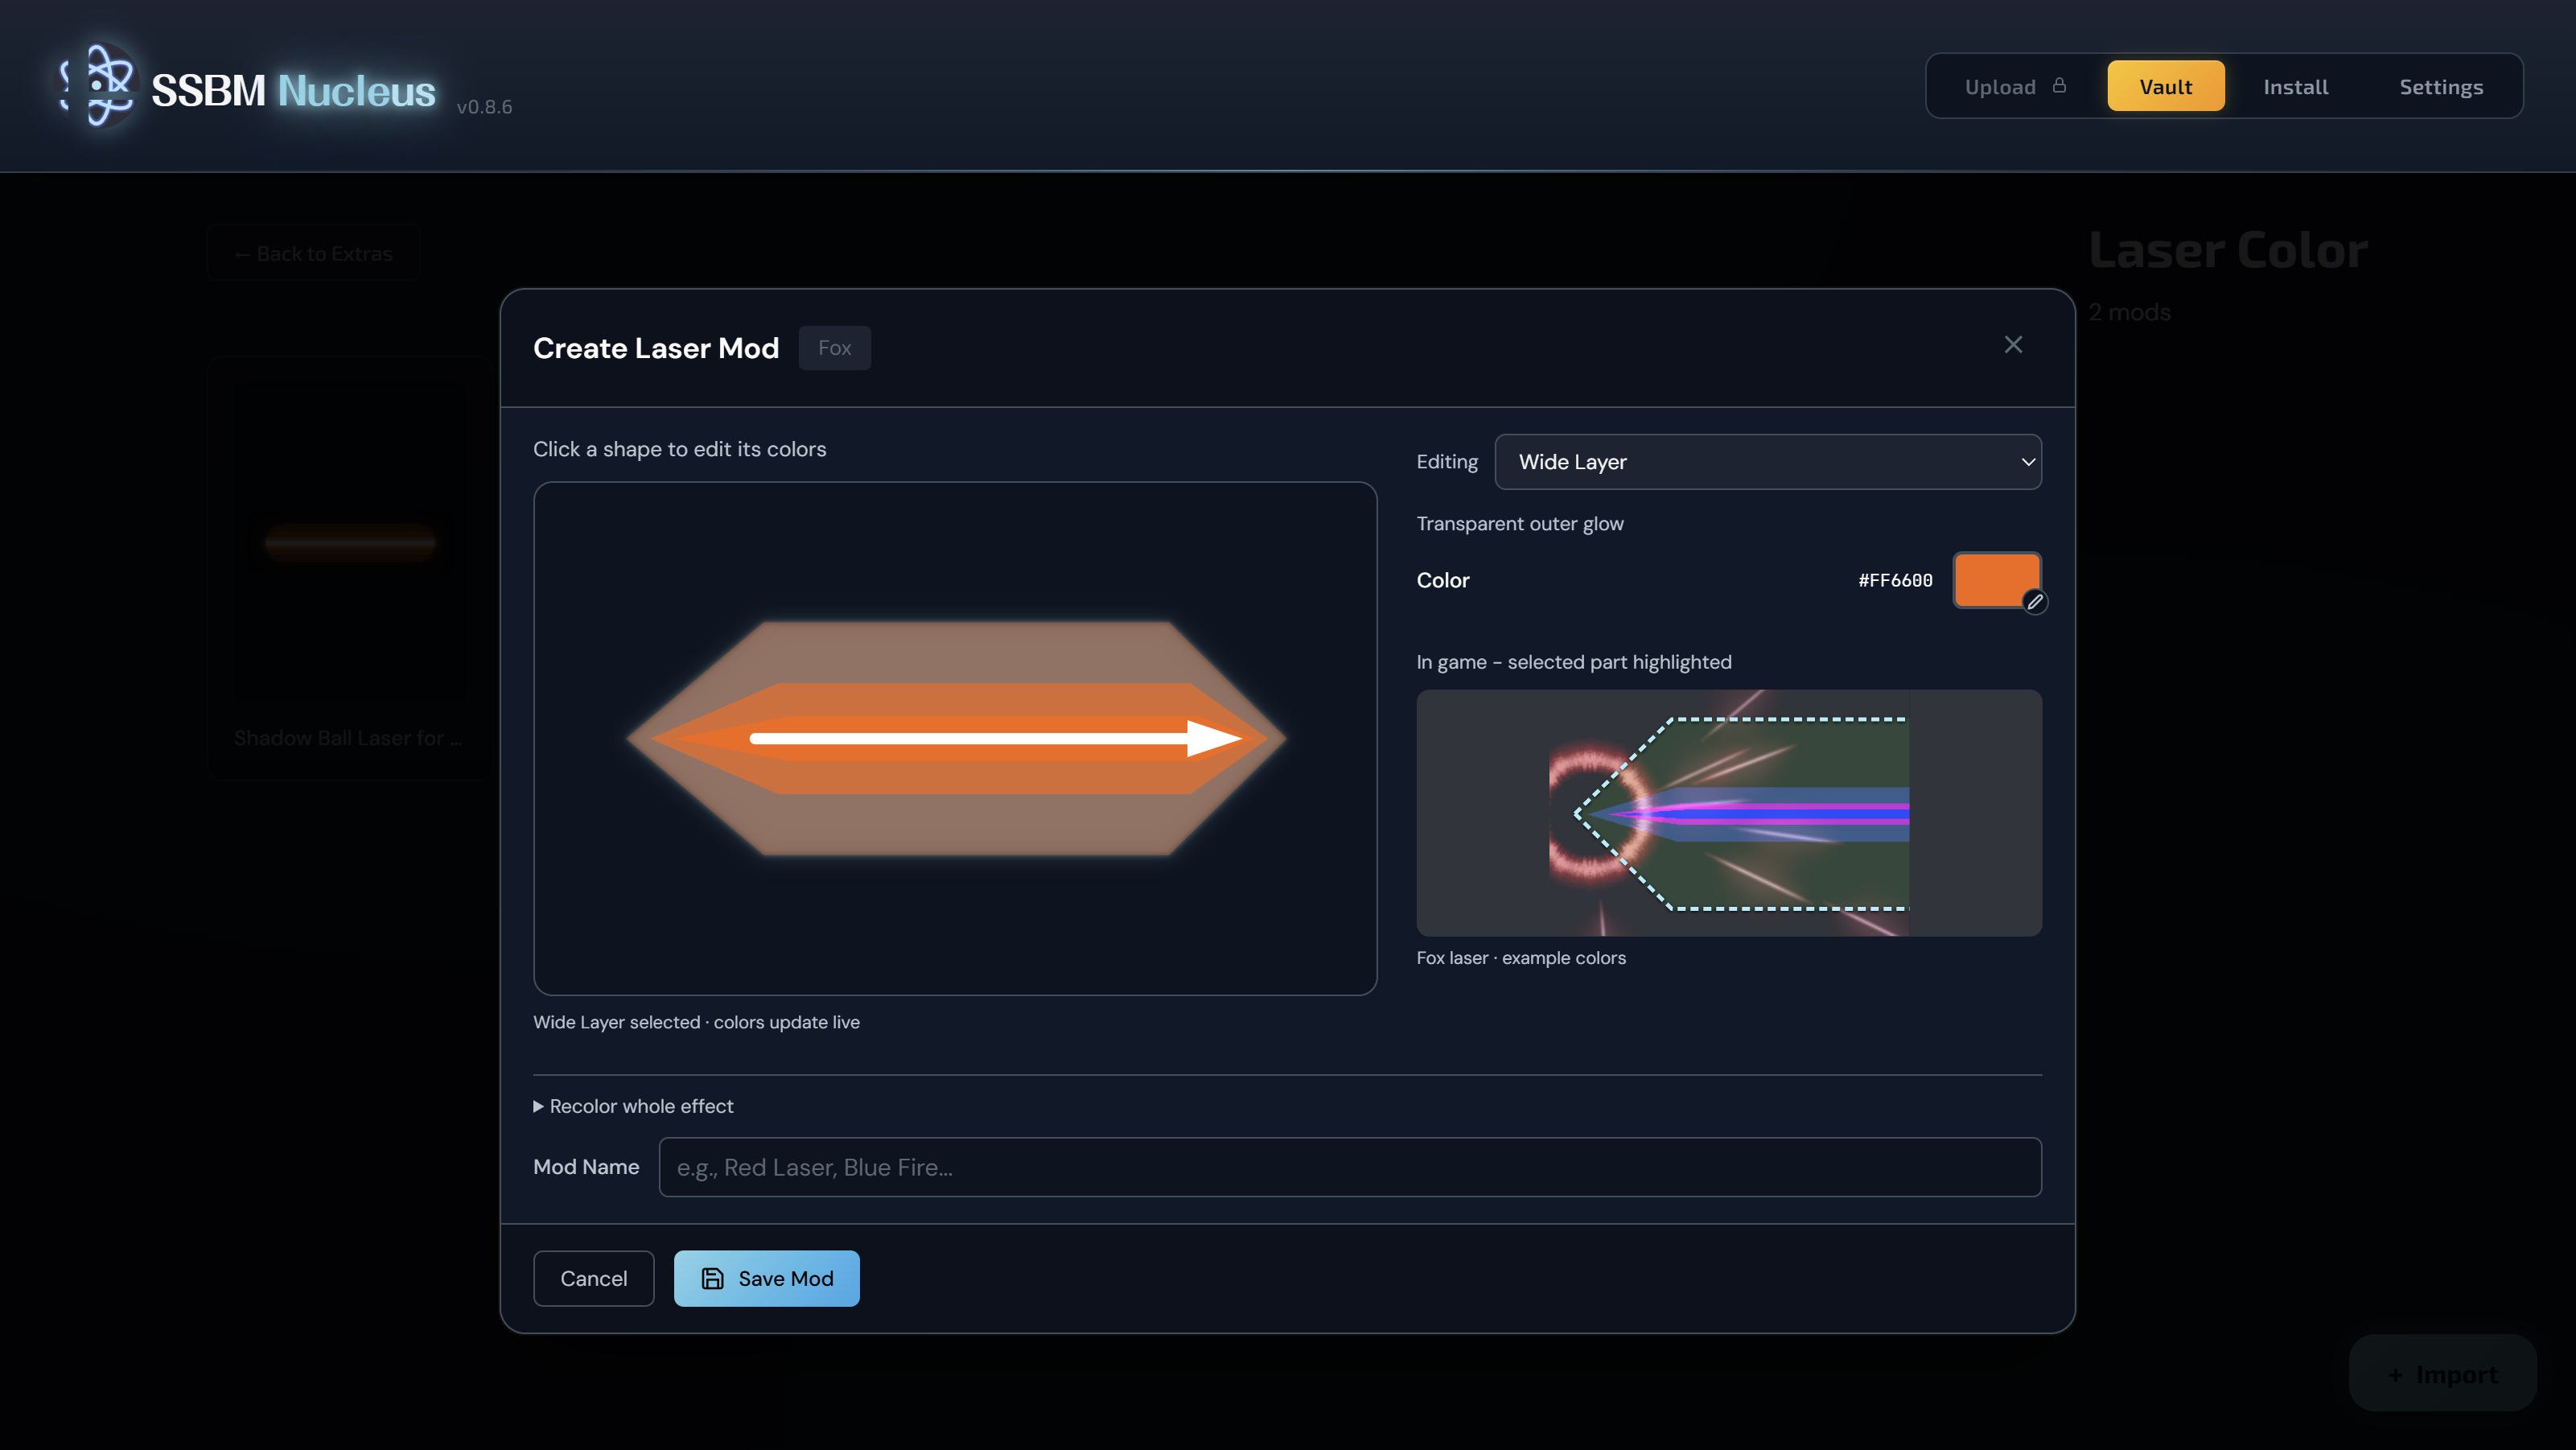 SSBM Nucleus v0.8.6
Upload
Vault
Install
Settings
← Back to Extras
Laser Color
2 mods
Shadow Ball Laser for ...
Create Laser Mod
Fox
Click a shape to edit its colors
Editing
Wide Layer
Transparent outer glow
Color
#FF6600
In game - selected part highlighted
Fox laser · example colors
Wide Layer selected · colors update live
Recolor whole effect
Mod Name
e.g., Red Laser, Blue Fire...
Cancel
Save Mod
+ Import